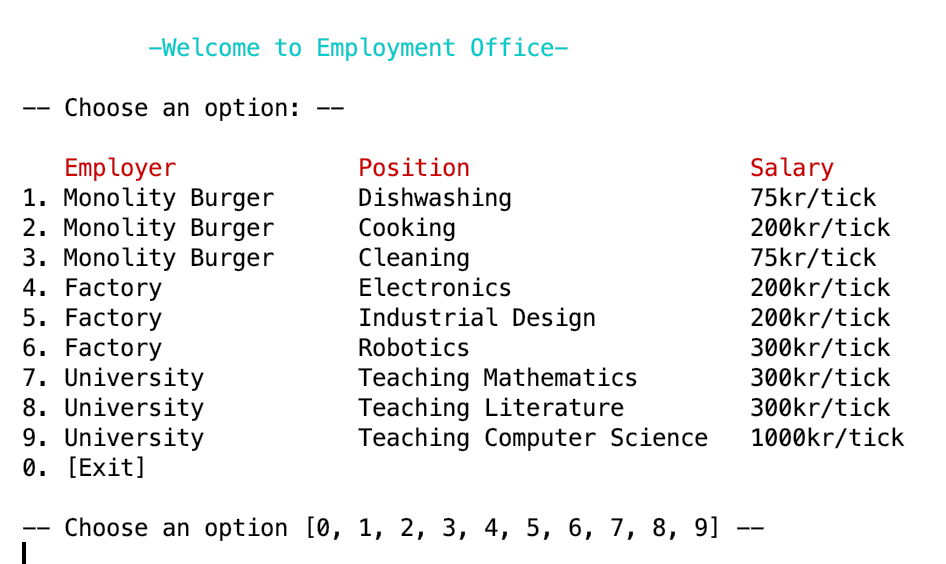 -Welcome to Employment Office-
-- Choose an option: --
Employer Position Salary
1. Monolity Burger Dishwashing 75kr/tick
2. Monolity Burger Cooking 200kr/tick
3. Monolity Burger Cleaning 75kr/tick
4. Factory Electronics 200kr/tick
5. Factory Industrial Design 200kr/tick
6. Factory Robotics 300kr/tick
7. University Teaching Mathematics 300kr/tick
8. University Teaching Literature 300kr/tick
9. University Teaching Computer Science 1000kr/tick
0. [Exit]
-- Choose an option [0, 1, 2, 3, 4, 5, 6, 7, 8, 9] --